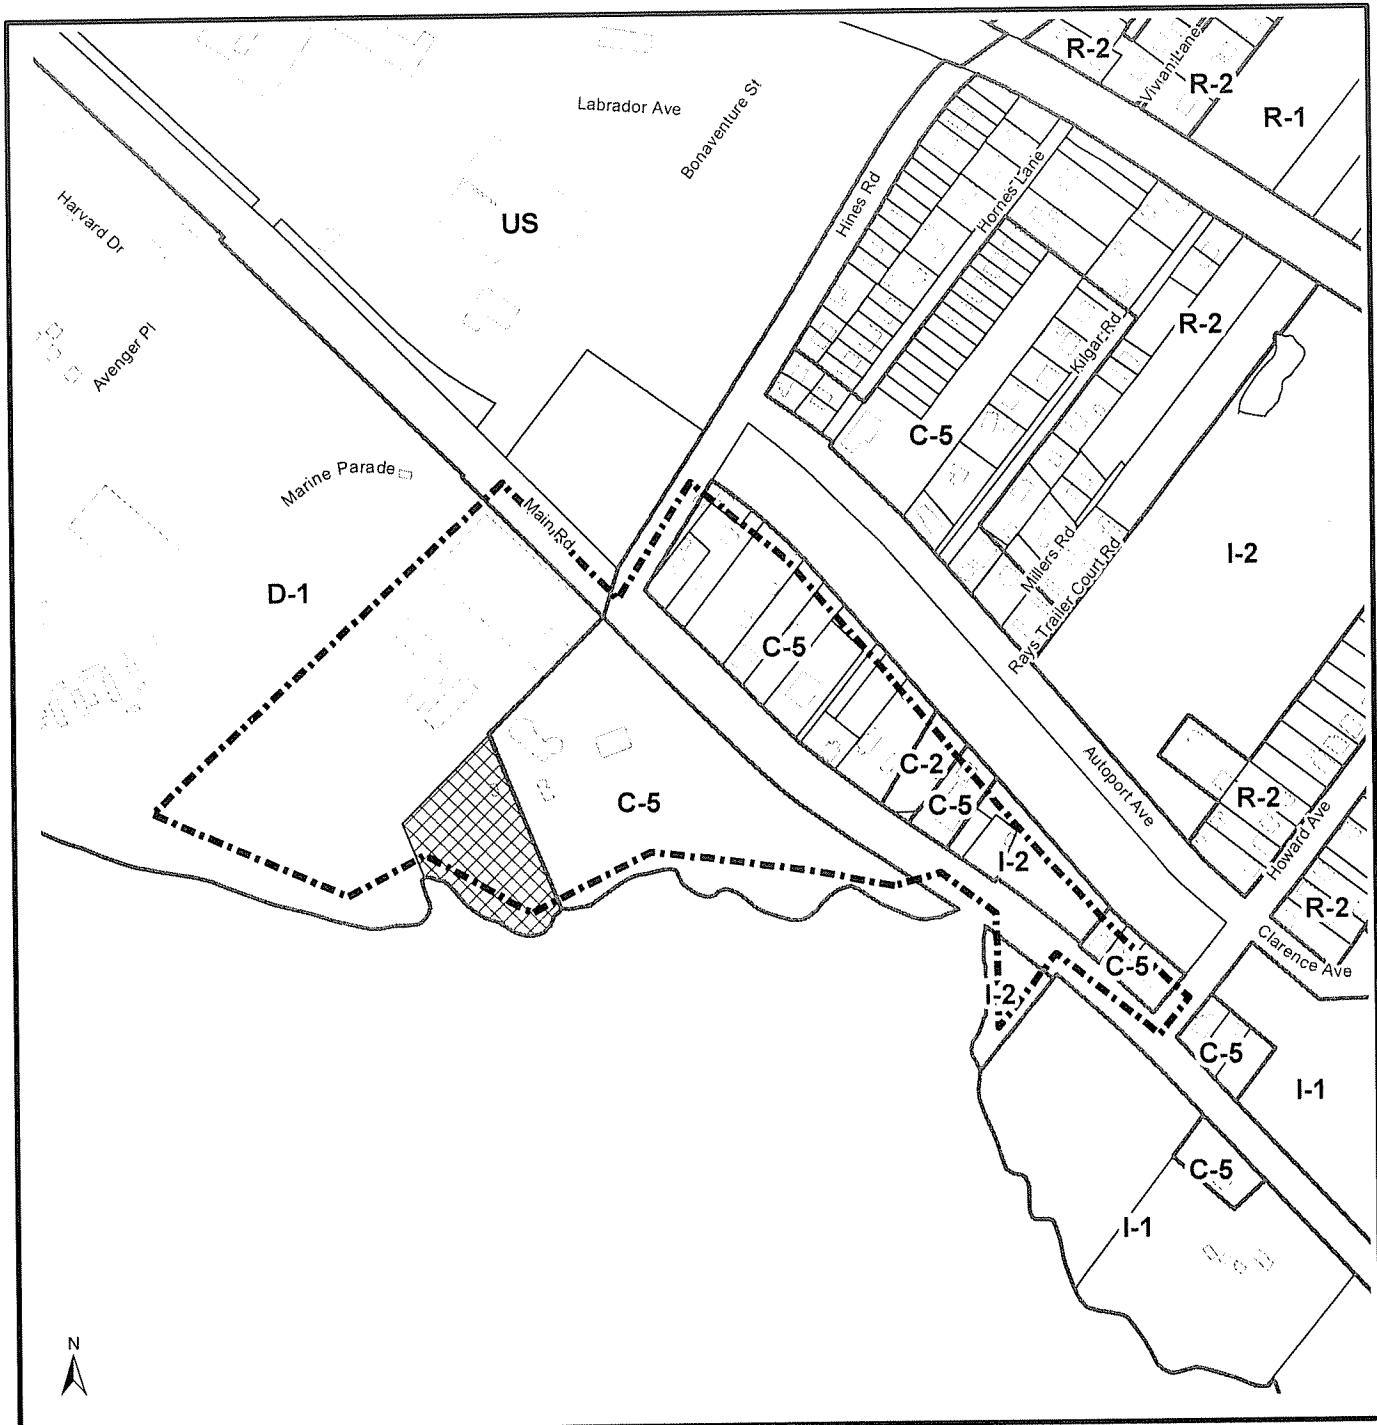 R-2
Vivian Lane
R-2
R-1
Labrador Ave
Bonaventure St
Hines Rd
Hornes Lane
Harvard Dr
US
Avenger Pl
Kilgar Rd
R-2
C-5
Marine Parade
Main Rd
Millers Rd
Rays Trailer Court Rd
I-2
D-1
C-5
C-2
C-5
C-5
Autoport Ave
R-2
Howard Ave
I-2
R-2
Clarence Ave
C-5
I-2
C-5
I-1
C-5
I-1
N